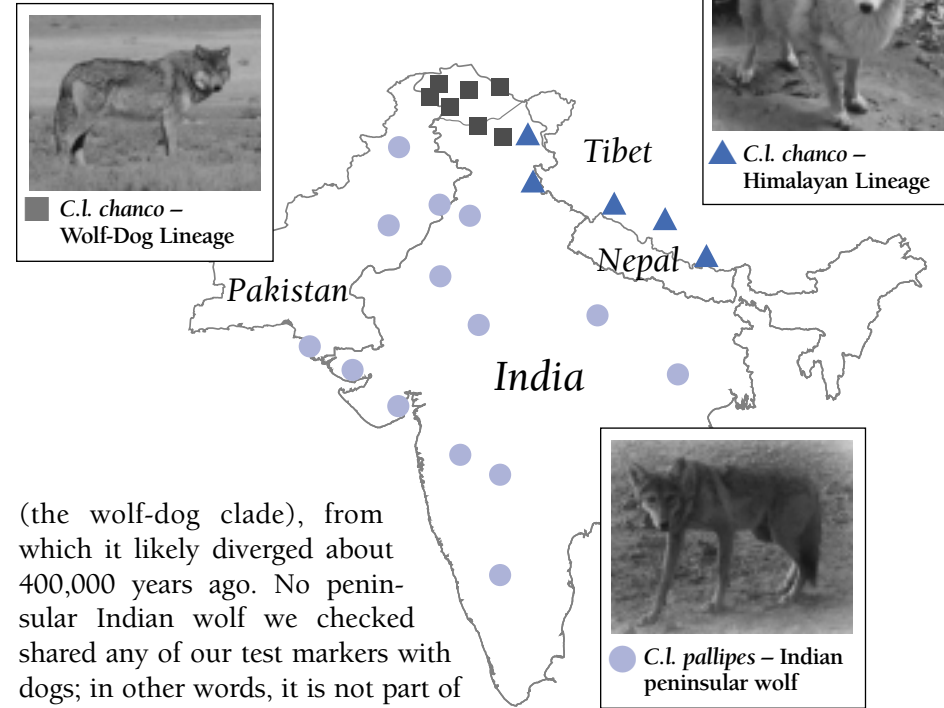 C.l. chanco –
Wolf-Dog Lineage
C.l. chanco –
Himalayan Lineage
Tibet
Nepal
Pakistan
India
(the wolf-dog clade), from
which it likely diverged about
400,000 years ago. No penin-
sular Indian wolf we checked
shared any of our test markers with
dogs; in other words, it is not part of
C.l. pallipes – Indian
peninsular wolf